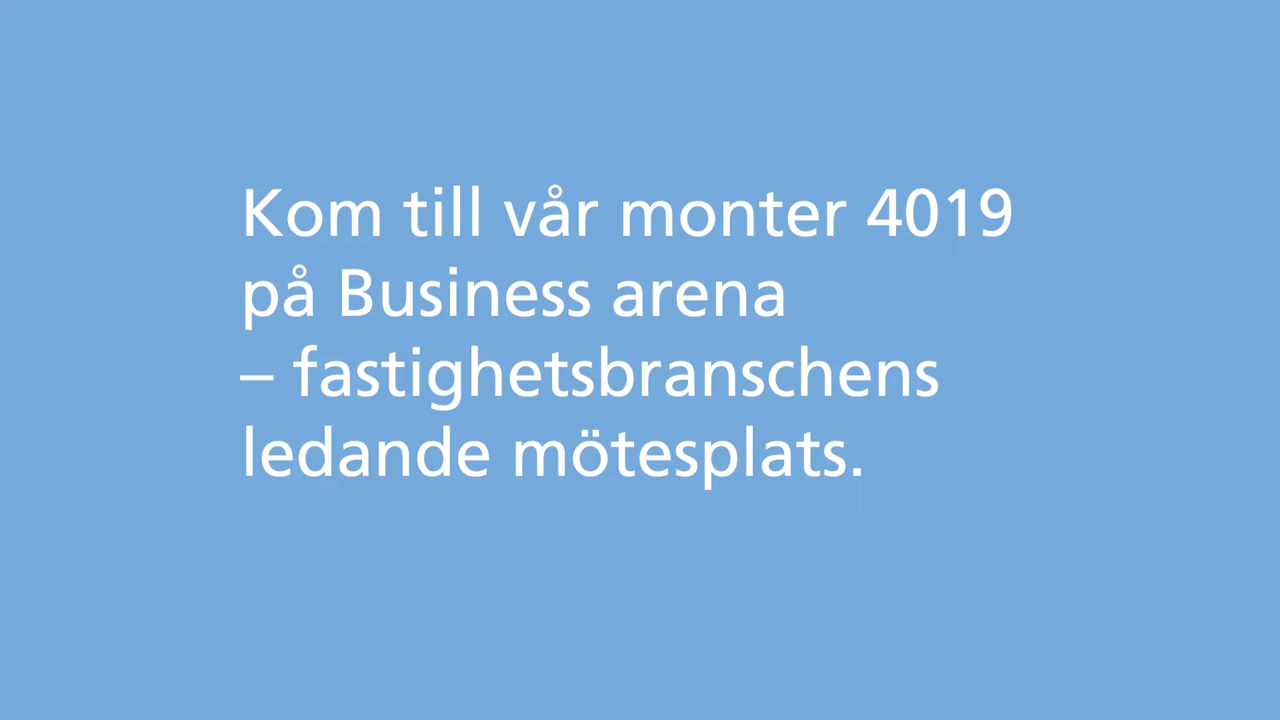 Kom till vår monter 4019
på Business arena
– fastighetsbranschens
ledande mötesplats.